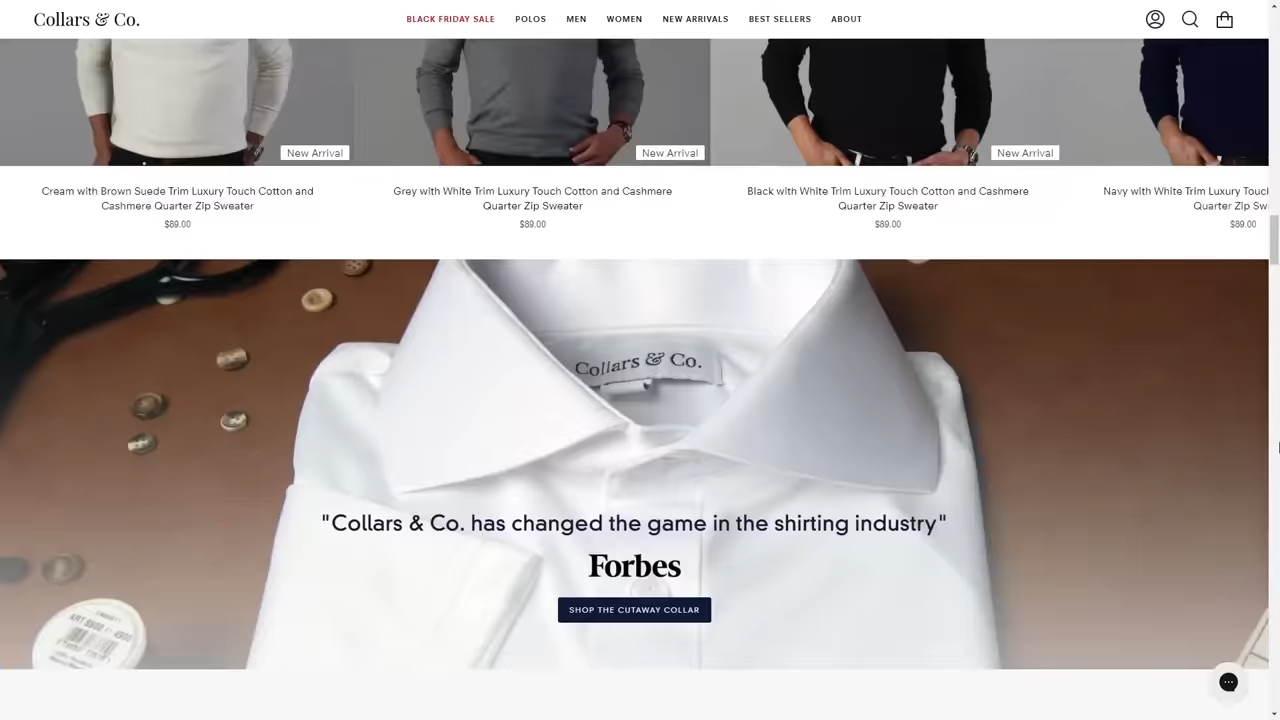 Collars & Co.
BLACK FRIDAY SALE
POLOS
MEN
WOMEN
NEW ARRIVALS
BEST SELLERS
ABOUT
New Arrival
New Arrival
New Arrival
Cream with Brown Suede Trim Luxury Touch Cotton and
Cashmere Quarter Zip Sweater
$89.00
Grey with White Trim Luxury Touch Cotton and Cashmere
Quarter Zip Sweater
$89.00
Black with White Trim Luxury Touch Cotton and Cashmere
Quarter Zip Sweater
$89.00
Navy with White Trim Luxury Touc
Quarter Zip Sw
$89.00
Collars & Co.
"Collars & Co. has changed the game in the shirting industry"
Forbes
SHOP THE CUTAWAY COLLAR